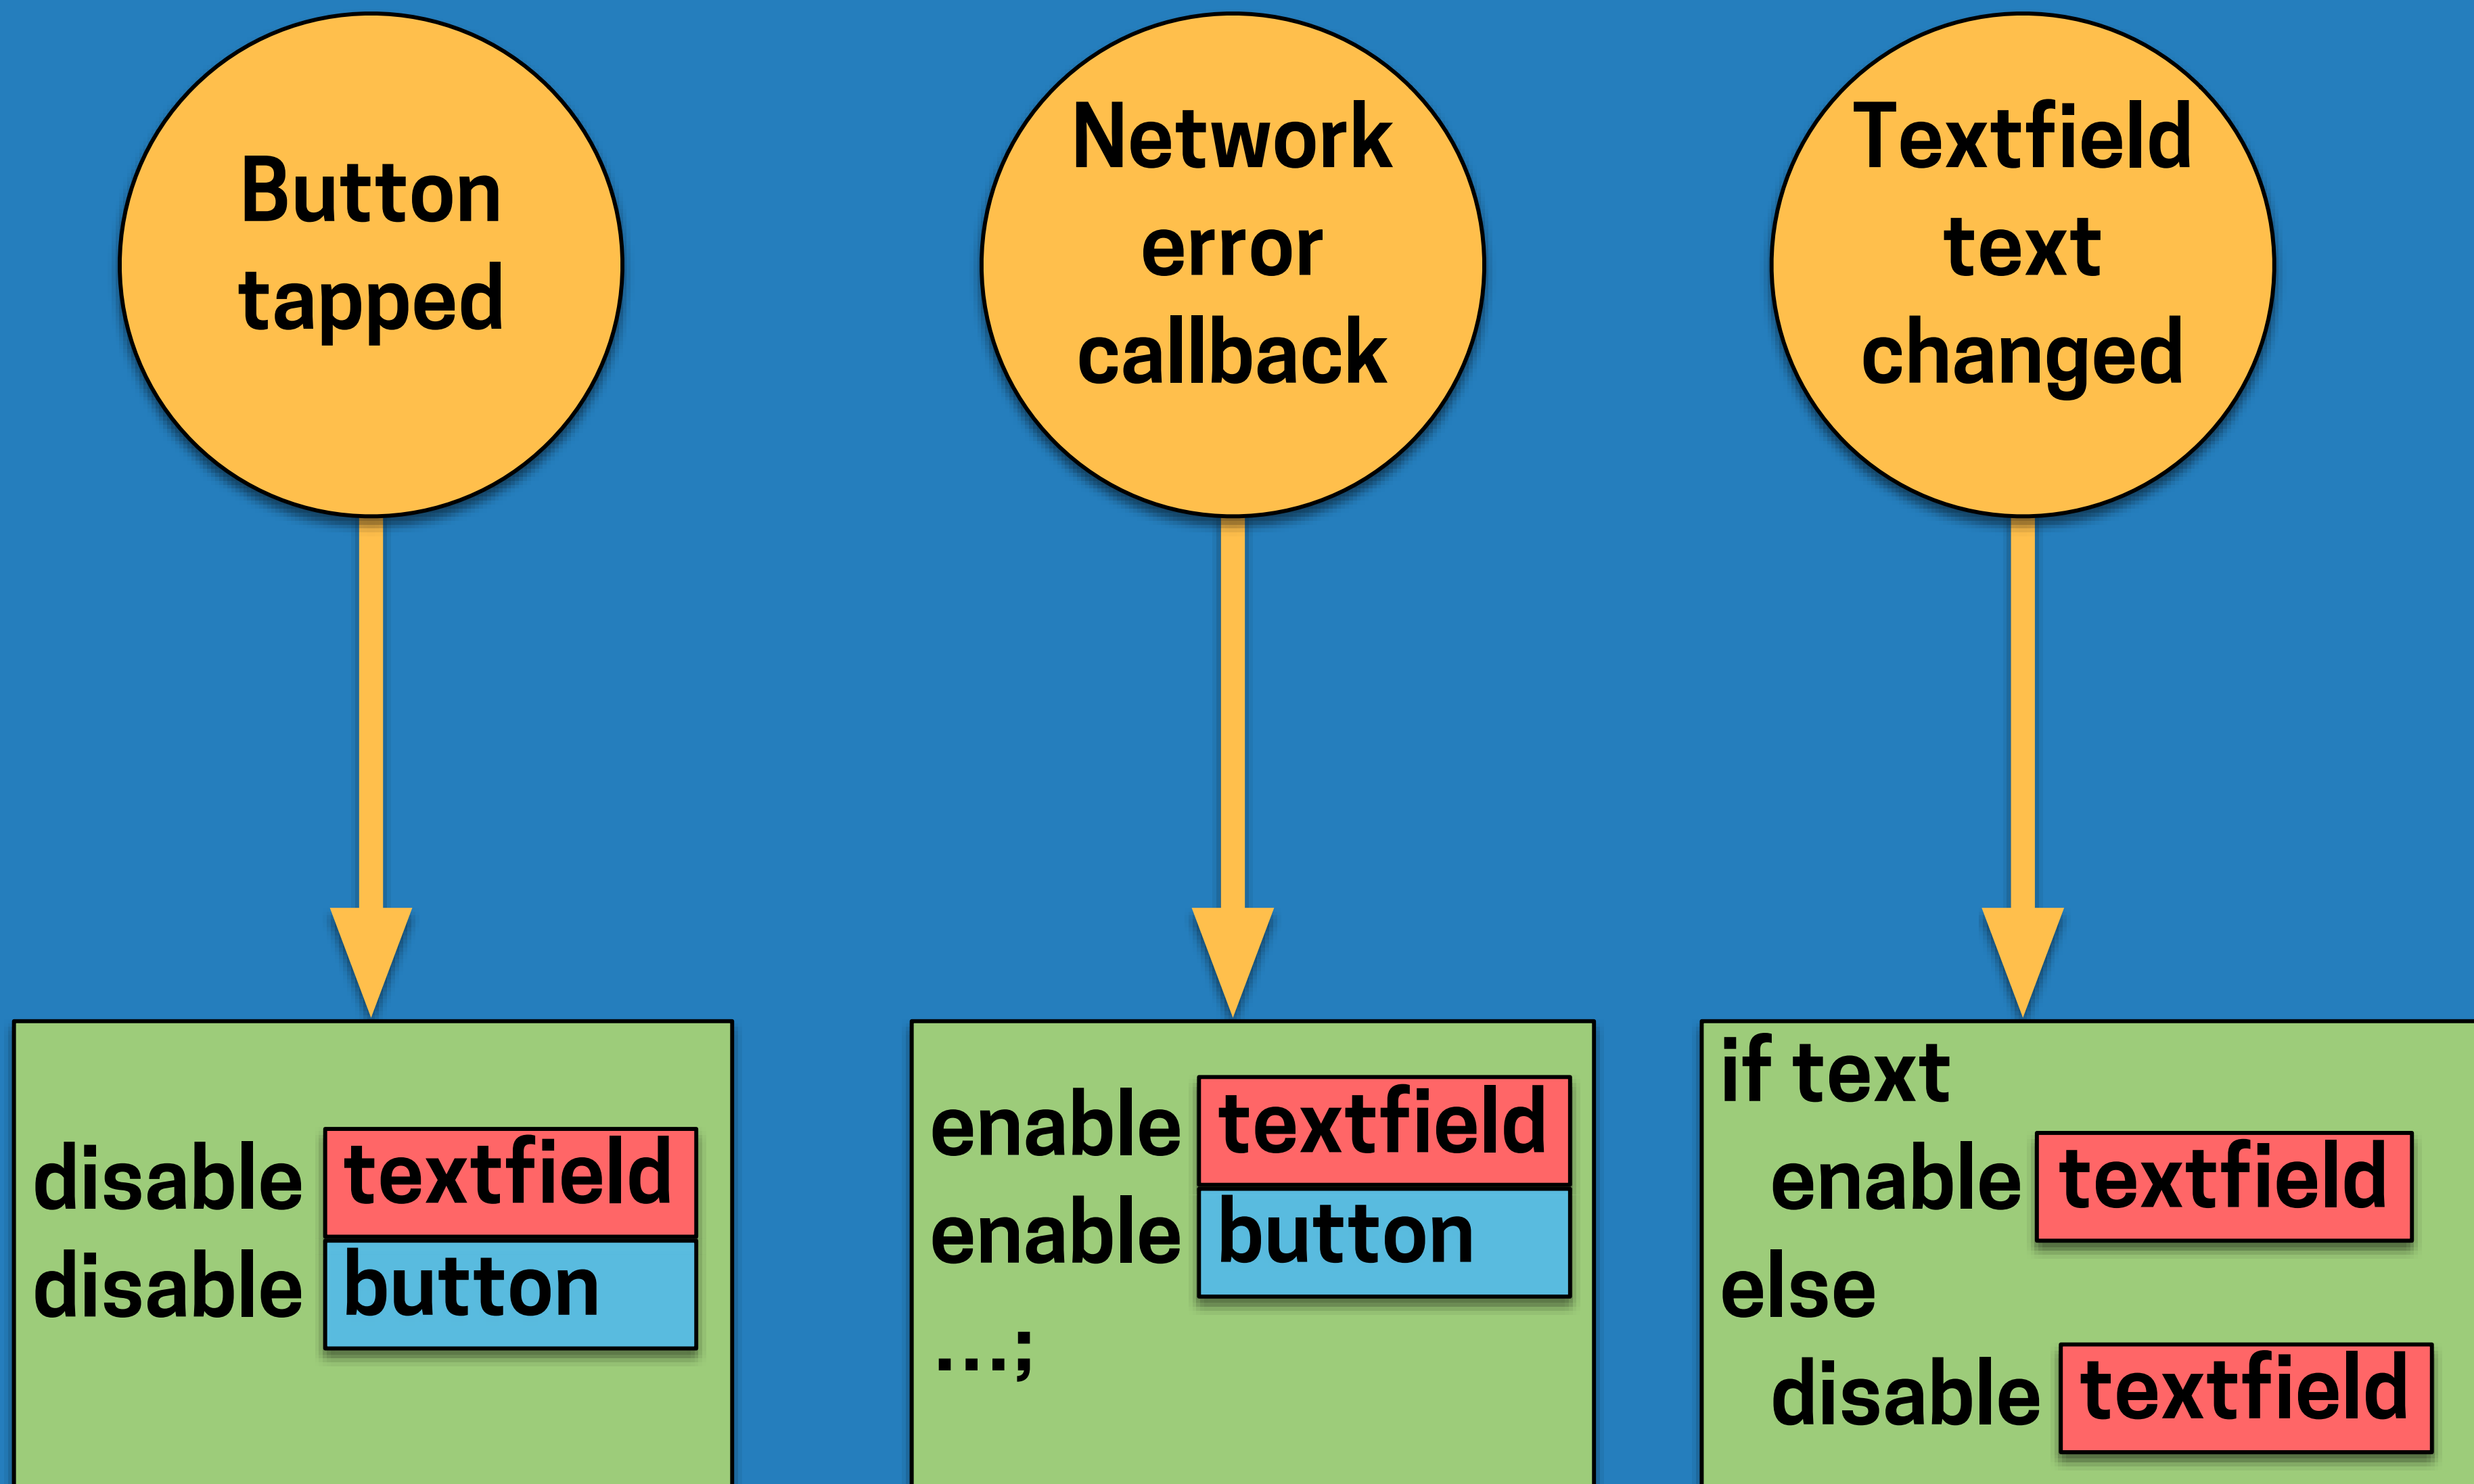 Button
tapped
Network
error
callback
Textfield
text
changed
disable textfield
disable button
enable textfield
enable button
...;
if text
enable textfield
else
disable textfield